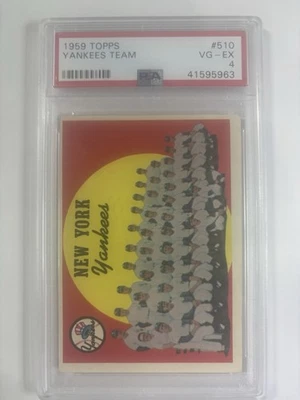 1959 TOPPS #510
YANKEES TEAM VG-EX
4
PSA 41595963
NEW YORK
Yankees